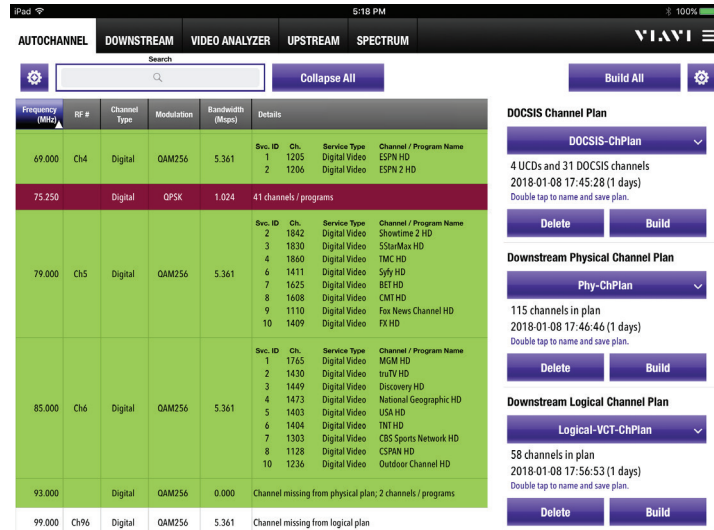 iPad 5:18 PM 100%
AUTOCHANNEL DOWNSTREAM VIDEO ANALYZER UPSTREAM SPECTRUM VIAVI
Search
Collapse All Build All
Frequency (MHz) RF # Channel Type Modulation Bandwidth (Msps) Details
Svc. ID Ch. Service Type Channel / Program Name
69.000 Ch4 Digital QAM256 5.361
1 1205 Digital Video ESPN HD
2 1206 Digital Video ESPN 2 HD
75.250 Digital QPSK 1.024 41 channels / programs
Svc. ID Ch. Service Type Channel / Program Name
2 1842 Digital Video Showtime 2 HD
3 1830 Digital Video 5StarMax HD
4 1860 Digital Video TMC HD
79.000 Ch5 Digital QAM256 5.361
6 1411 Digital Video Syfy HD
7 1625 Digital Video BET HD
8 1608 Digital Video CMT HD
9 1110 Digital Video Fox News Channel HD
10 1409 Digital Video FX HD
Svc. ID Ch. Service Type Channel / Program Name
1 1765 Digital Video MGM HD
2 1430 Digital Video truTV HD
3 1449 Digital Video Discovery HD
4 1473 Digital Video National Geographic HD
85.000 Ch6 Digital QAM256 5.361
5 1403 Digital Video USA HD
6 1404 Digital Video TNT HD
7 1303 Digital Video CBS Sports Network HD
8 1128 Digital Video CSPAN HD
10 1236 Digital Video Outdoor Channel HD
93.000 Digital QAM256 0.000 Channel missing from physical plan; 2 channels / programs
99.000 Ch96 Digital QAM256 5.361 Channel missing from logical plan
DOCSIS Channel Plan
DOCSIS-ChPlan
4 UCDs and 31 DOCSIS channels
2018-01-08 17:45:28 (1 days)
Double tap to name and save plan.
Delete Build
Downstream Physical Channel Plan
Phy-ChPlan
115 channels in plan
2018-01-08 17:46:46 (1 days)
Double tap to name and save plan.
Delete Build
Downstream Logical Channel Plan
Logical-VCT-ChPlan
58 channels in plan
2018-01-08 17:56:53 (1 days)
Double tap to name and save plan.
Delete Build